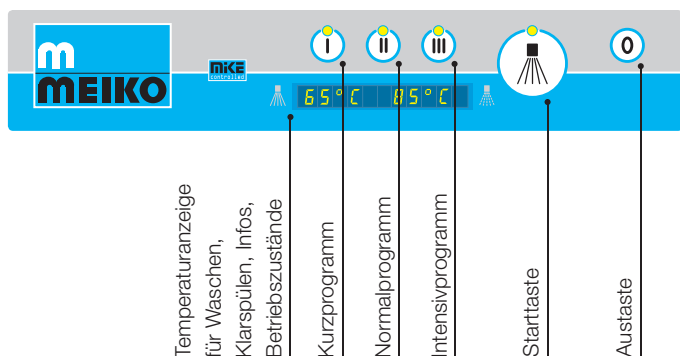 m
MEIKO
MIKE
controlled
I
II
III
0
65°C 85°C
Temperaturanzeige
für Waschen,
Klarspülen, Infos,
Betriebszustände
Kurzprogramm
Normalprogramm
Intensivprogramm
Starttaste
Austaste